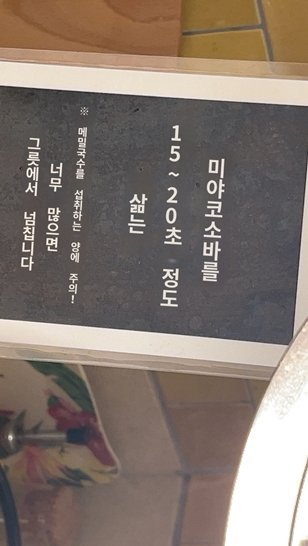 미야코소바를
15~20초 정도
삶는
※ 메밀국수를 섭취하는 양에 주의!
너무 많으면
그릇에서 넘칩니다